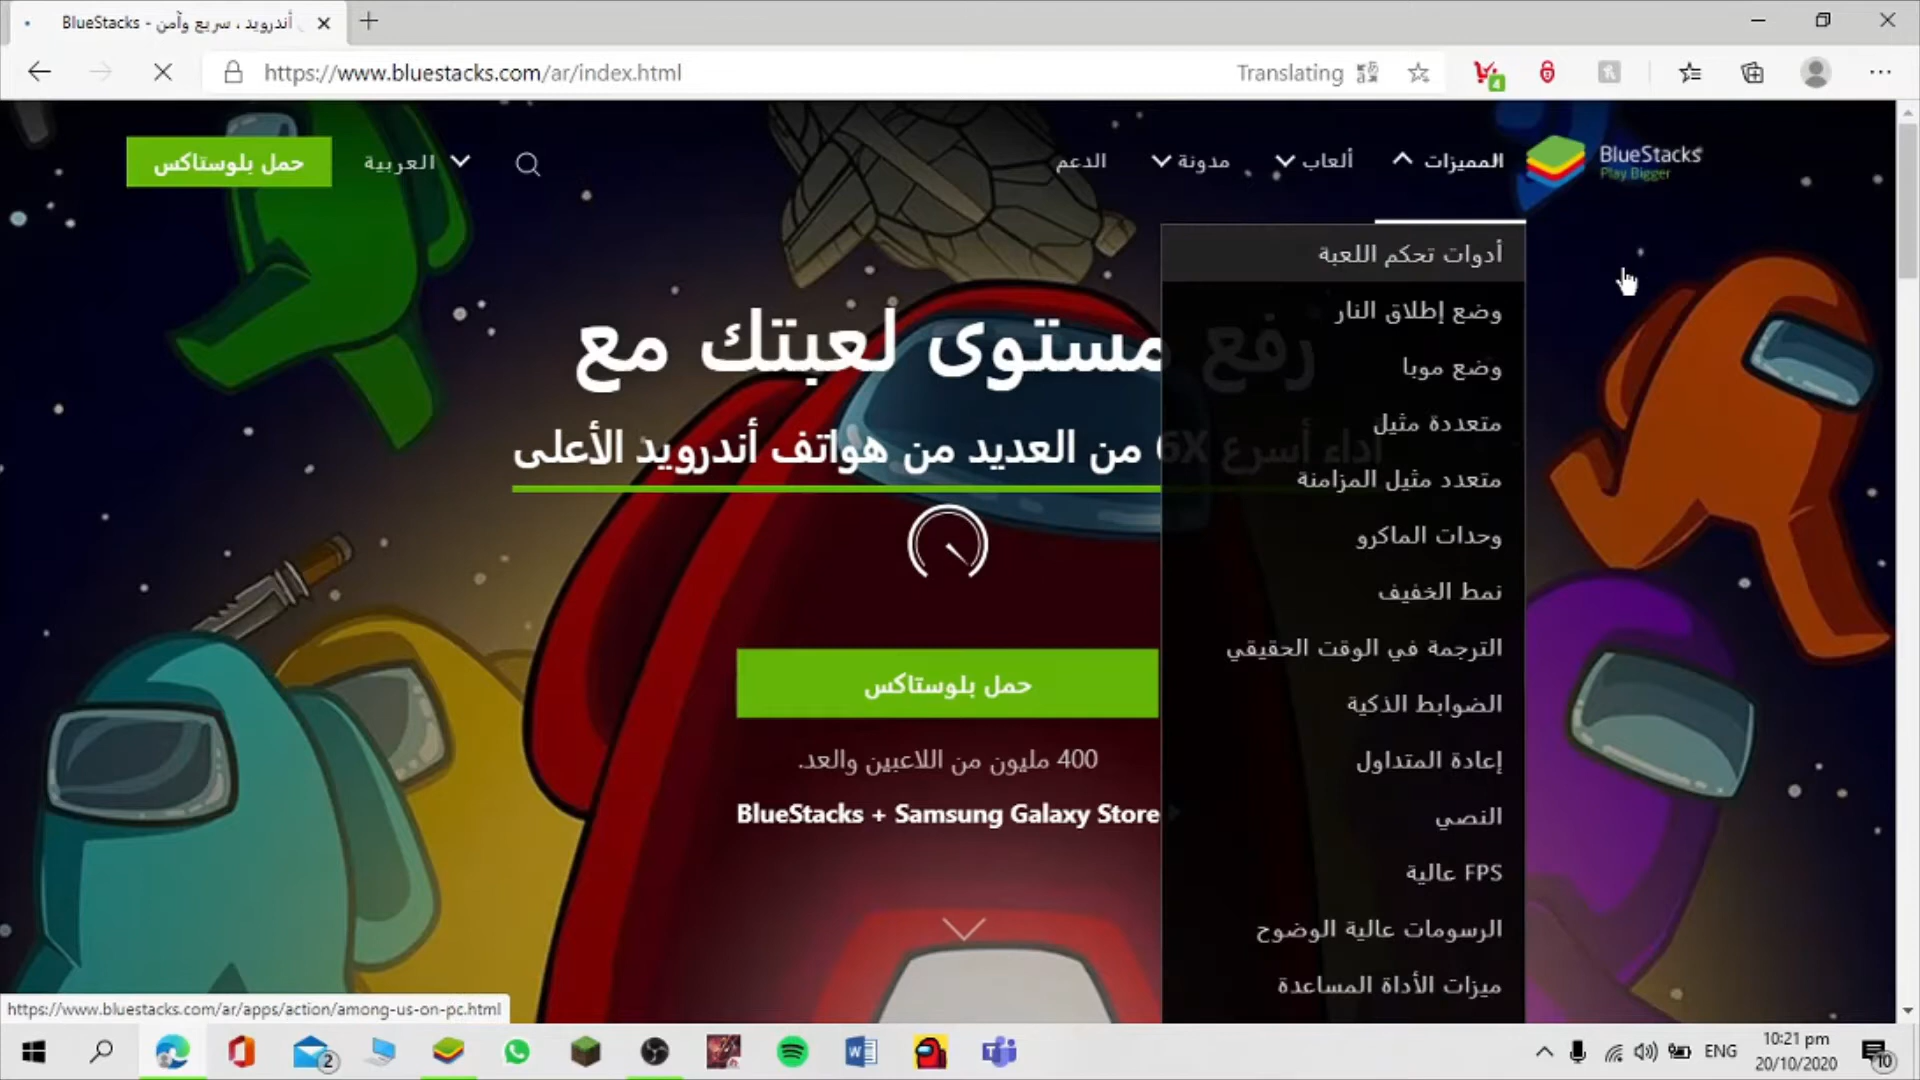 BlueStacks - أندرويد ، سريع وآمن
https://www.bluestacks.com/ar/index.html
Translating
4
BlueStacks
Play Bigger
المميزات
ألعاب
مدونة
الدعم
العربية
حمل بلوستاكس
أدوات تحكم اللعبة
وضع إطلاق النار
وضع موبا
متعددة مثيل
متعدد مثيل المزامنة
وحدات الماكرو
نمط الخفيف
الترجمة في الوقت الحقيقي
الضوابط الذكية
إعادة المتداول
النصي
FPS عالية
الرسومات عالية الوضوح
ميزات الأداة المساعدة
رفع مستوى لعبتك مع
أداء أسرع 6X من العديد من هواتف أندرويد الأعلى
حمل بلوستاكس
400 مليون من اللاعبين والعد.
BlueStacks + Samsung Galaxy Store
https://www.bluestacks.com/ar/apps/action/among-us-on-pc.html
2
ENG
10:21 pm
20/10/2020
10